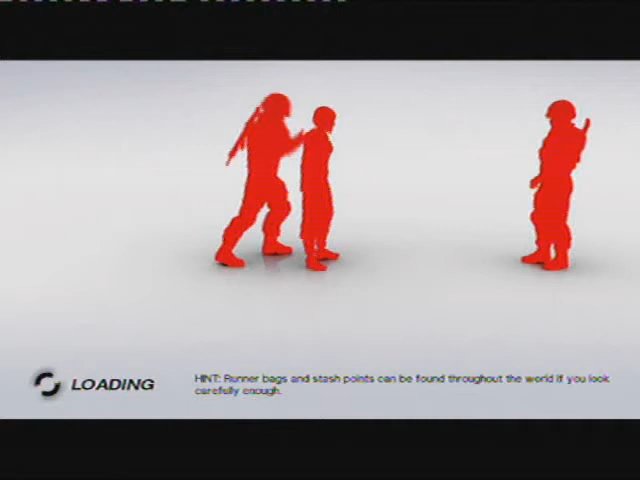 LOADING
HINT: Runner bags and stash points can be found throughout the world if you look
carefully enough.